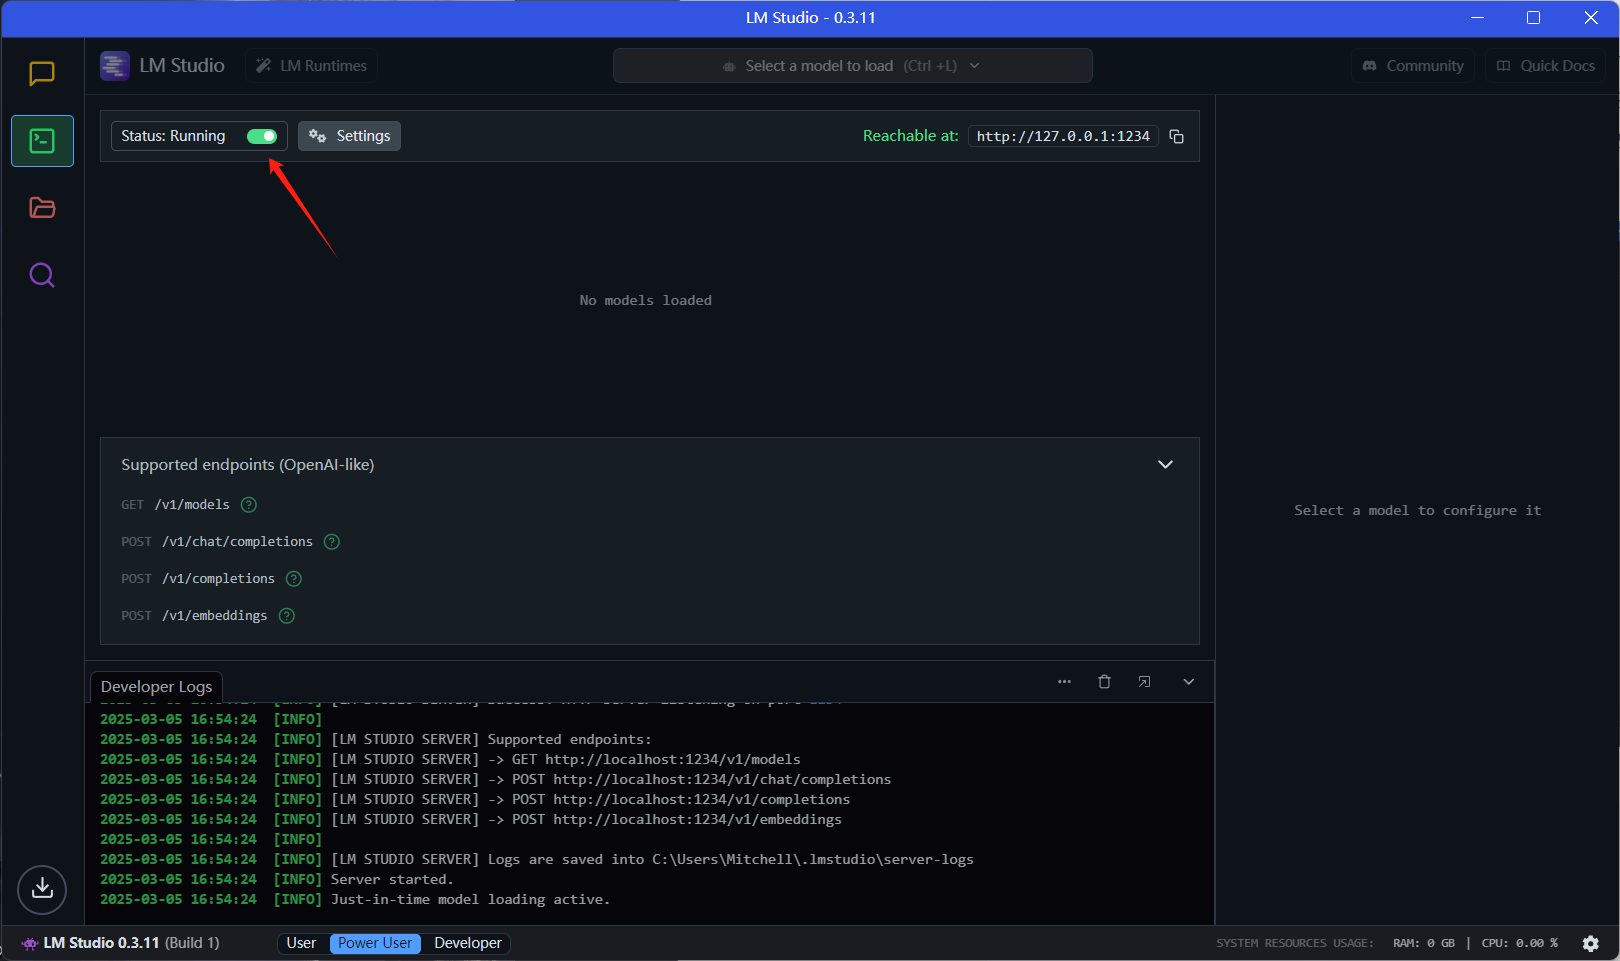 LM Studio - 0.3.11
LM Studio
LM Runtimes
Select a model to load (Ctrl +L)
Community
Quick Docs
Status: Running
Settings
Reachable at: http://127.0.0.1:1234
No models loaded
Select a model to configure it
Supported endpoints (OpenAI-like)
GET /v1/models
POST /v1/chat/completions
POST /v1/completions
POST /v1/embeddings
Developer Logs
2025-03-05 16:54:24 [INFO]
2025-03-05 16:54:24 [INFO] [LM STUDIO SERVER] Supported endpoints:
2025-03-05 16:54:24 [INFO] [LM STUDIO SERVER] -> GET http://localhost:1234/v1/models
2025-03-05 16:54:24 [INFO] [LM STUDIO SERVER] -> POST http://localhost:1234/v1/chat/completions
2025-03-05 16:54:24 [INFO] [LM STUDIO SERVER] -> POST http://localhost:1234/v1/completions
2025-03-05 16:54:24 [INFO] [LM STUDIO SERVER] -> POST http://localhost:1234/v1/embeddings
2025-03-05 16:54:24 [INFO]
2025-03-05 16:54:24 [INFO] [LM STUDIO SERVER] Logs are saved into C:\Users\Mitchell\.lmstudio\server-logs
2025-03-05 16:54:24 [INFO] Server started.
2025-03-05 16:54:24 [INFO] Just-in-time model loading active.
LM Studio 0.3.11 (Build 1)
User
Power User
Developer
SYSTEM RESOURCES USAGE: RAM: 0 GB | CPU: 0.00 %